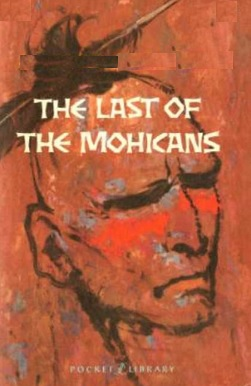 THE LAST OF
THE MOHICANS
POCKET LIBRARY